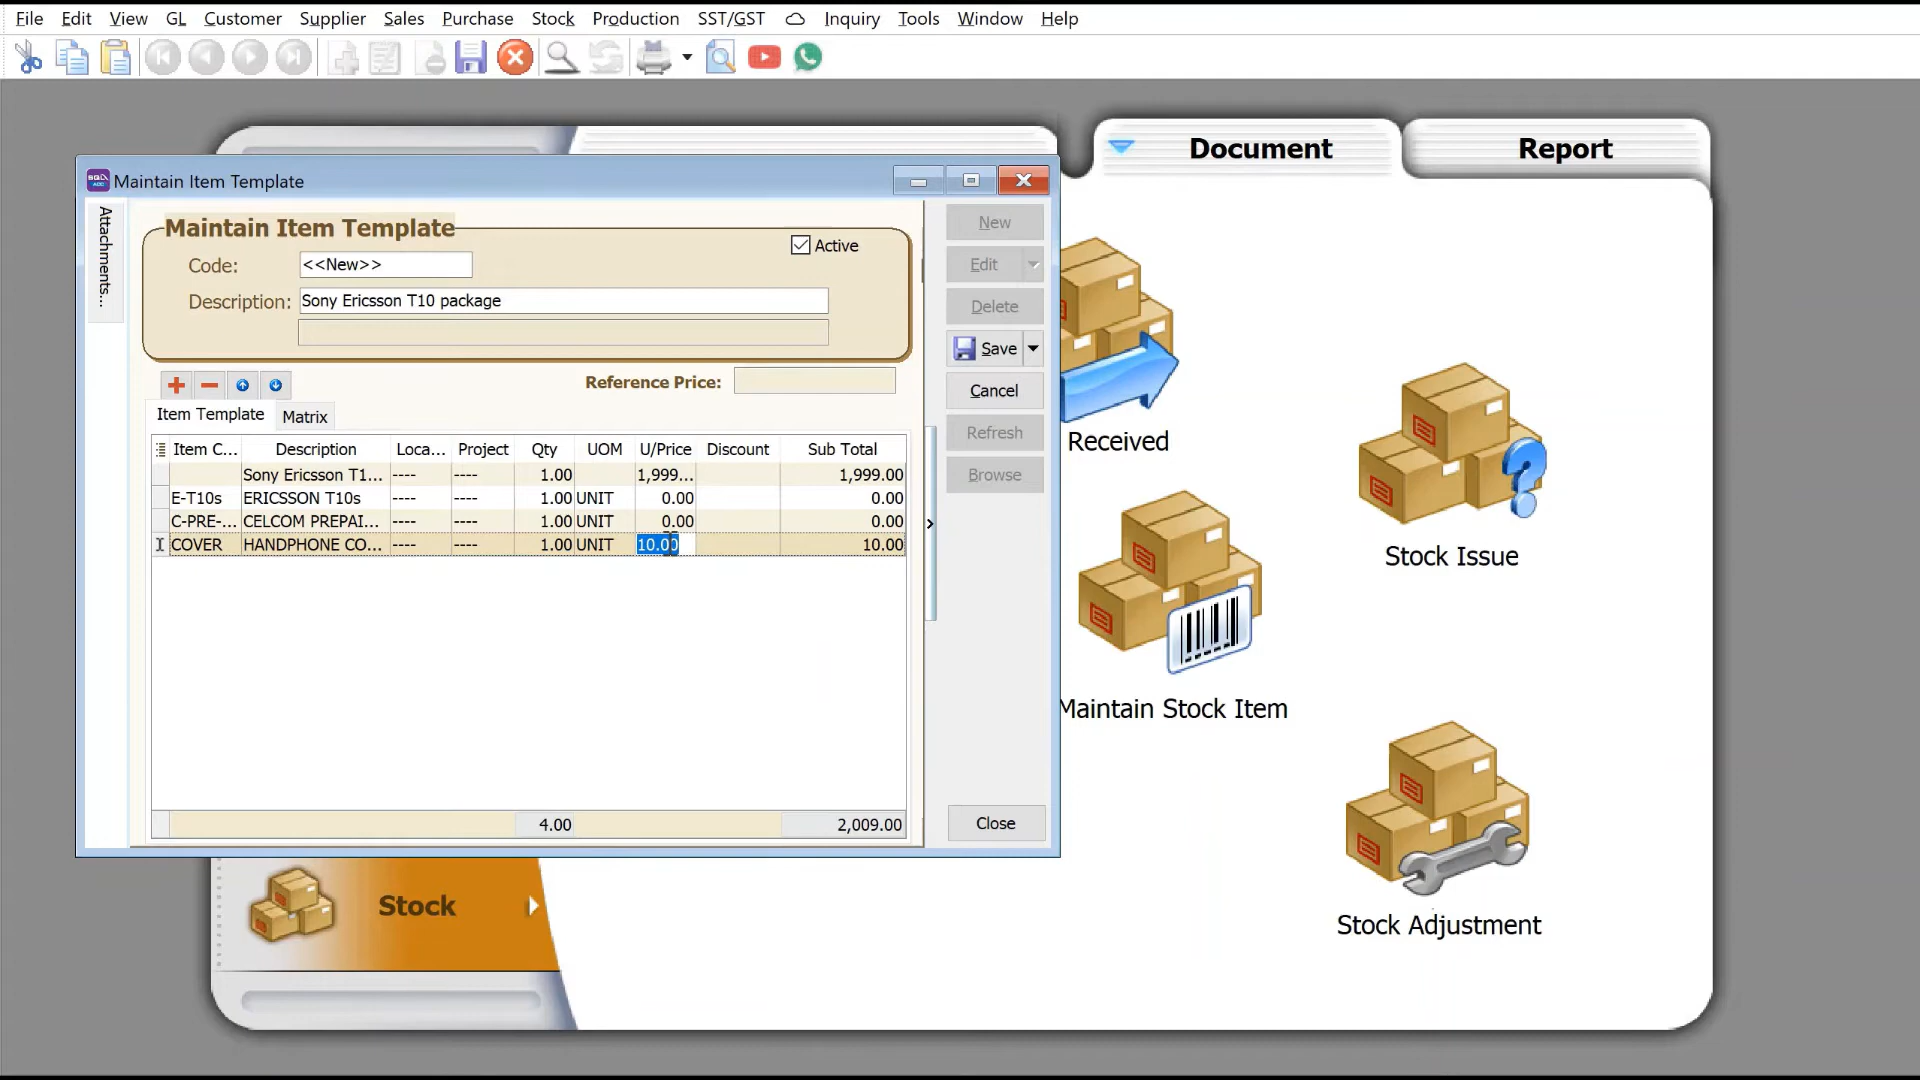 File Edit View GL Customer Supplier Sales Purchase Stock Production SST/GST Inquiry Tools Window Help
Document
Report
Maintain Item Template
Attachments...
Maintain Item Template
Active
Code: <<New>>
Description: Sony Ericsson T10 package
Reference Price:
Item Template Matrix
Item C... Description Loca... Project Qty UOM U/Price Discount Sub Total
Sony Ericsson T1... ---- ---- 1.00 1,999... 1,999.00
E-T10s ERICSSON T10s ---- ---- 1.00 UNIT 0.00 0.00
C-PRE-... CELCOM PREPAI... ---- ---- 1.00 UNIT 0.00 0.00
COVER HANDPHONE CO... ---- ---- 1.00 UNIT 10.00 10.00
4.00 2,009.00
New
Edit
Delete
Save
Cancel
Refresh
Browse
Close
Received
Stock Issue
Maintain Stock Item
Stock Adjustment
Stock